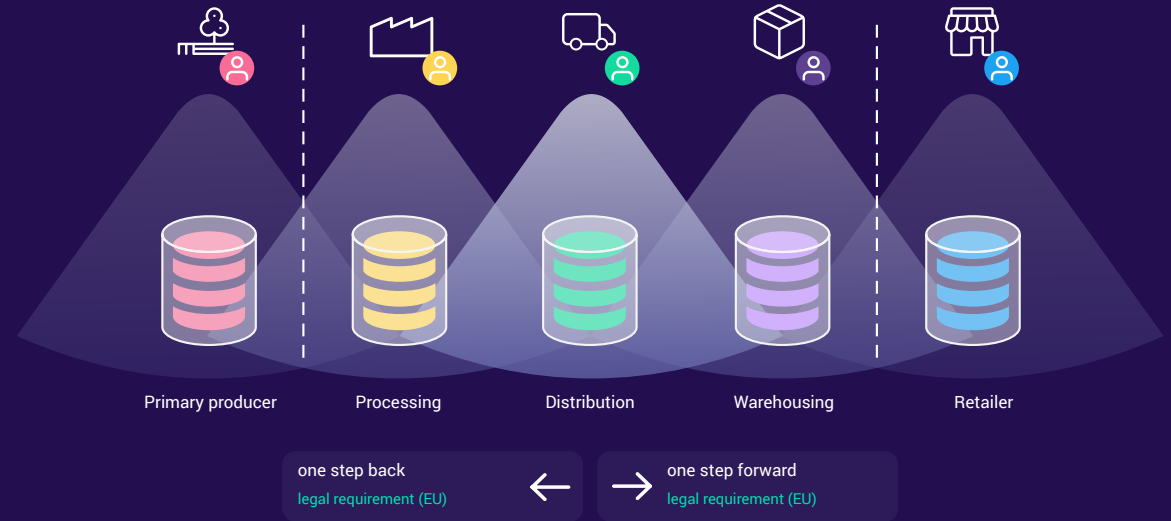 Primary producer
Processing
Distribution
Warehousing
Retailer
one step back
legal requirement (EU)
one step forward
legal requirement (EU)